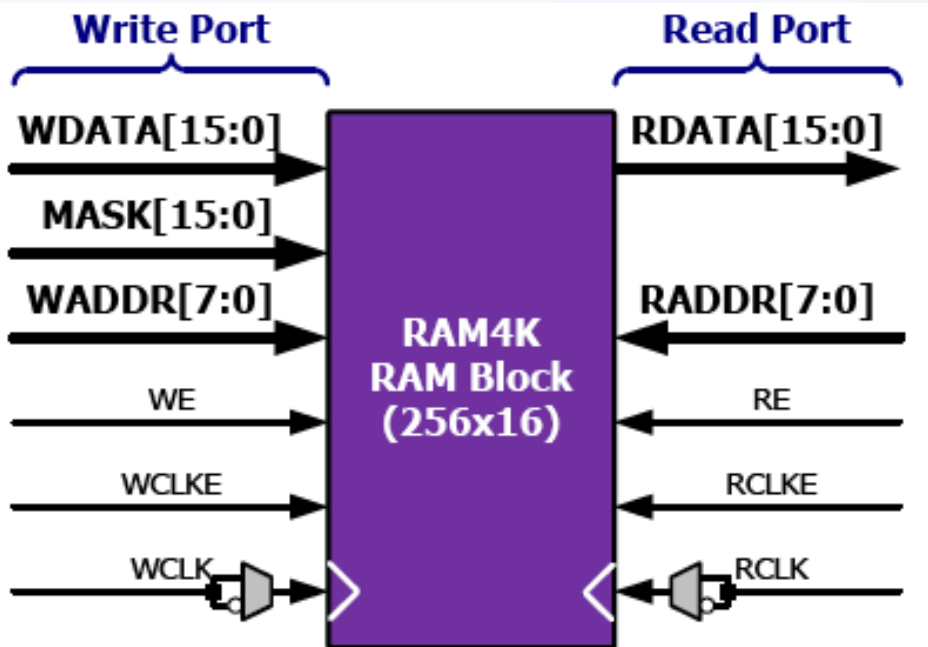 Write Port
Read Port
WDATA[15:0]
RDATA[15:0]
MASK[15:0]
WADDR[7:0]
RADDR[7:0]
RAM4K
RAM Block
(256x16)
WE
RE
WCLKE
RCLKE
WCLK
RCLK